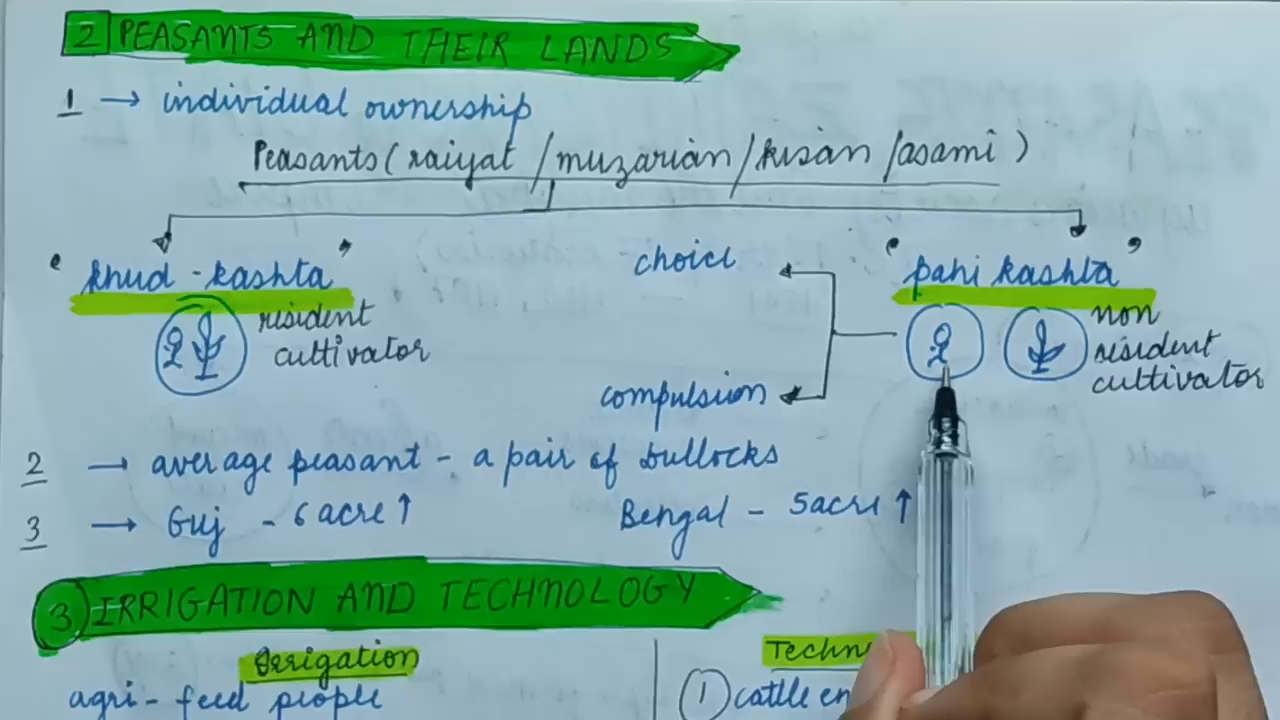 2 PEASANTS AND THEIR LANDS
1 → individual ownership
Peasants (raiyat / muzarian / kisan / asami)
" khud - kashta "
resident
cultivator
choice
compulsion
" pahi kashta "
non
resident
cultivator
2 → average peasant - a pair of bullocks
3 → Guj - 6 acre ↑ Bengal - 5 acre ↑
3 IRRIGATION AND TECHNOLOGY
Irrigation
agri - feed people
Techn
1 cattle en